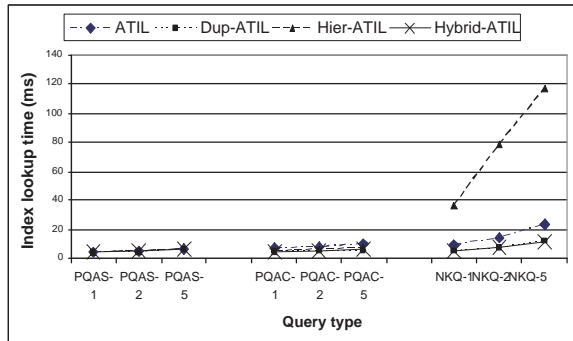 ATIL Dup-ATIL Hier-ATIL Hybrid-ATIL
140
120
100
80
60
40
20
0
Index lookup time (ms)
PQAS-1 PQAS-2 PQAS-5 PQAC-1 PQAC-2 PQAC-5 NKQ-1 NKQ-2 NKQ-5
Query type